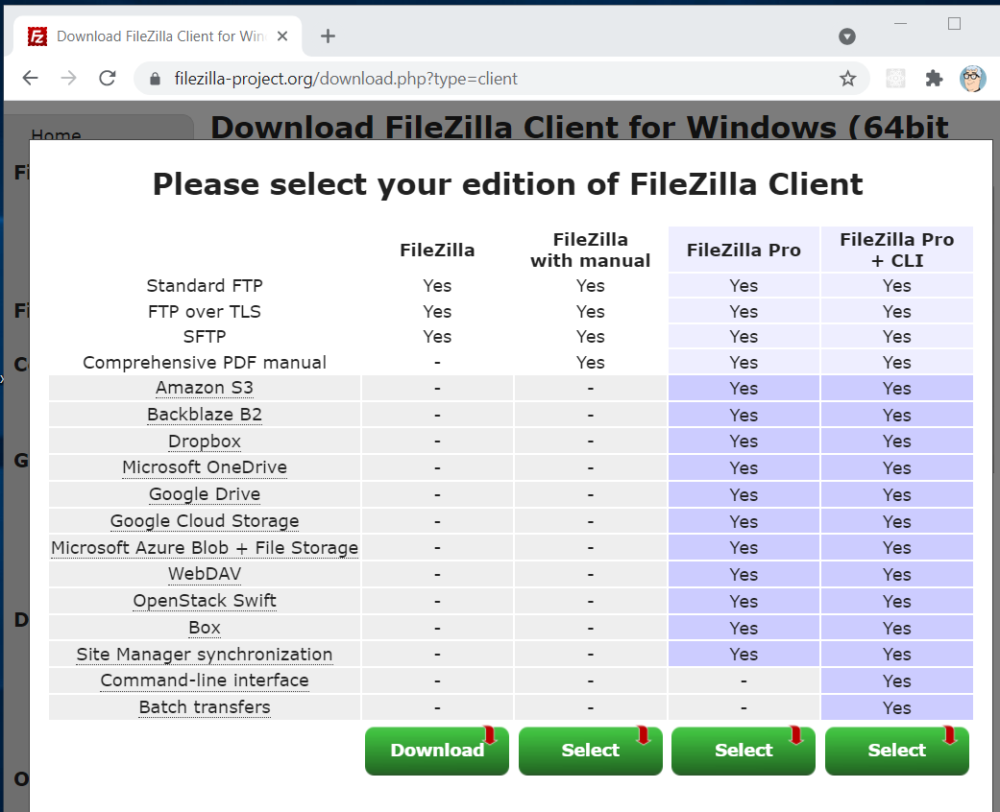 Download FileZilla Client for Win
filezilla-project.org/download.php?type=client
Home
Download FileZilla Client for Windows (64bit
Fi
Fi
C
G
D
O
Please select your edition of FileZilla Client
FileZilla FileZilla with manual FileZilla Pro FileZilla Pro + CLI
Standard FTP Yes Yes Yes Yes
FTP over TLS Yes Yes Yes Yes
SFTP Yes Yes Yes Yes
Comprehensive PDF manual - Yes Yes Yes
Amazon S3 - - Yes Yes
Backblaze B2 - - Yes Yes
Dropbox - - Yes Yes
Microsoft OneDrive - - Yes Yes
Google Drive - - Yes Yes
Google Cloud Storage - - Yes Yes
Microsoft Azure Blob + File Storage - - Yes Yes
WebDAV - - Yes Yes
OpenStack Swift - - Yes Yes
Box - - Yes Yes
Site Manager synchronization - - Yes Yes
Command-line interface - - - Yes
Batch transfers - - - Yes
Download Select Select Select